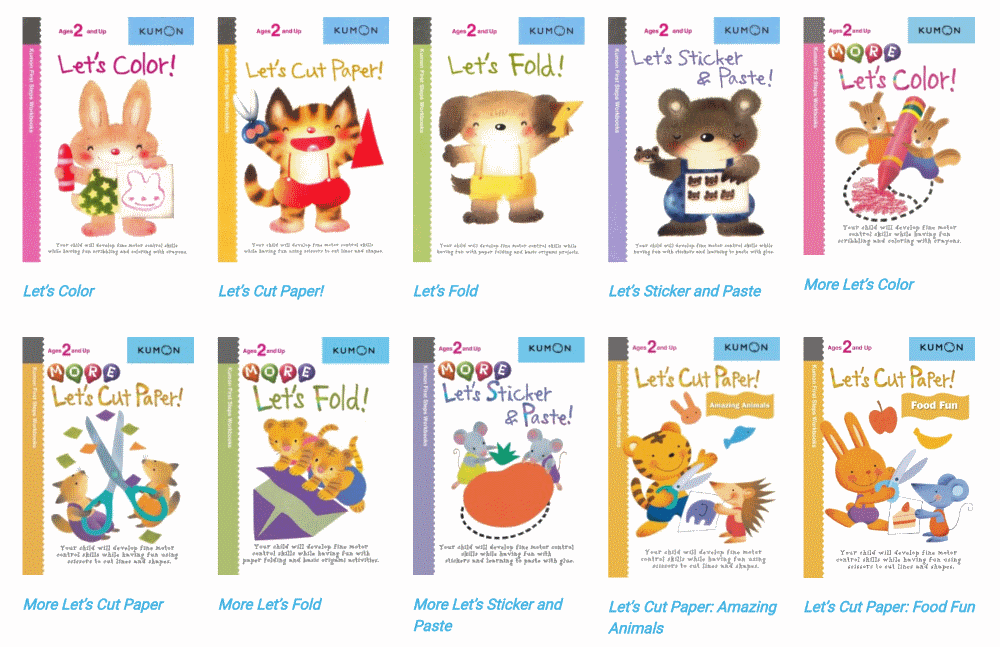 Ages 2 and Up
KUMON
Kumon First Steps Workbooks
Let's Color!
Your child will develop fine motor control skills
while having fun scribbling and coloring with crayons.
Let's Color
Ages 2 and Up
KUMON
Kumon First Steps Workbooks
Let's Cut Paper!
Your child will develop fine motor control skills
while having fun using scissors to cut lines and shapes.
Let's Cut Paper!
Ages 2 and Up
KUMON
Kumon First Steps Workbooks
Let's Fold!
Your child will develop fine motor control skills
while having fun with paper folding and basic origami projects.
Let's Fold
Ages 2 and Up
KUMON
Kumon First Steps Workbooks
Let's Sticker
& Paste!
Your child will develop fine motor control skills while
having fun with stickers and learning to paste with glue.
Let's Sticker and Paste
Ages 2 and Up
KUMON
Kumon First Steps Workbooks
MORE
Let's Color!
Your child will develop fine motor
control skills while having fun
scribbling and coloring with crayons.
More Let's Color
Ages 2 and Up
KUMON
Kumon First Steps Workbooks
MORE
Let's Cut Paper!
Your child will develop fine motor
control skills while having fun using
scissors to cut lines and shapes.
More Let's Cut Paper
Ages 2 and Up
KUMON
Kumon First Steps Workbooks
MORE
Let's Fold!
Your child will develop fine motor
control skills while having fun with
paper folding and basic origami activities.
More Let's Fold
Ages 2 and Up
KUMON
Kumon First Steps Workbooks
MORE
Let's Sticker
& Paste!
Your child will develop fine motor control
skills while having fun with
stickers and learning to paste with glue.
More Let's Sticker and
Paste
Ages 2 and Up
KUMON
Kumon First Steps Workbooks
Let's Cut Paper!
Amazing Animals
Your child will develop fine motor
control skills while having fun using
scissors to cut lines and shapes.
Let's Cut Paper: Amazing
Animals
Ages 2 and Up
KUMON
Kumon First Steps Workbooks
Let's Cut Paper!
Food Fun
Your child will develop fine motor
control skills while having fun using
scissors to cut lines and shapes.
Let's Cut Paper: Food Fun